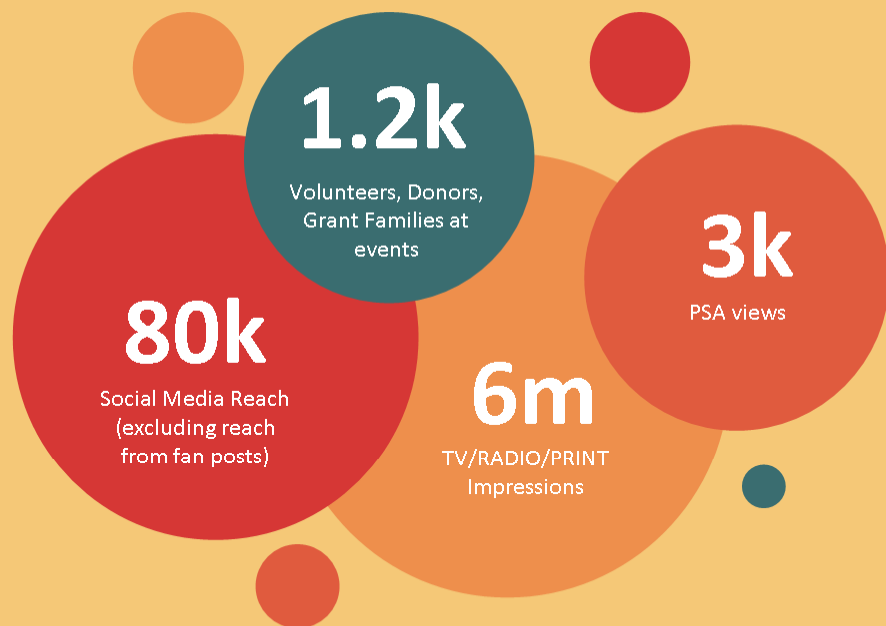 1.2k
Volunteers, Donors,
Grant Families at
events
3k
PSA views
80k
Social Media Reach
(excluding reach
from fan posts)
6m
TV/RADIO/PRINT
Impressions